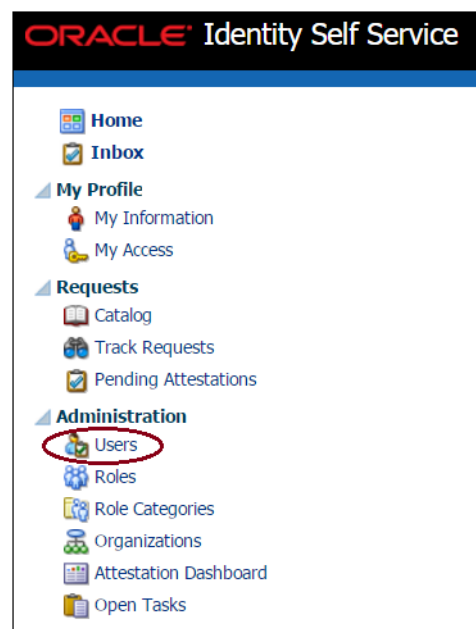 ORACLE® Identity Self Service
Home
Inbox
My Profile
My Information
My Access
Requests
Catalog
Track Requests
Pending Attestations
Administration
Users
Roles
Role Categories
Organizations
Attestation Dashboard
Open Tasks